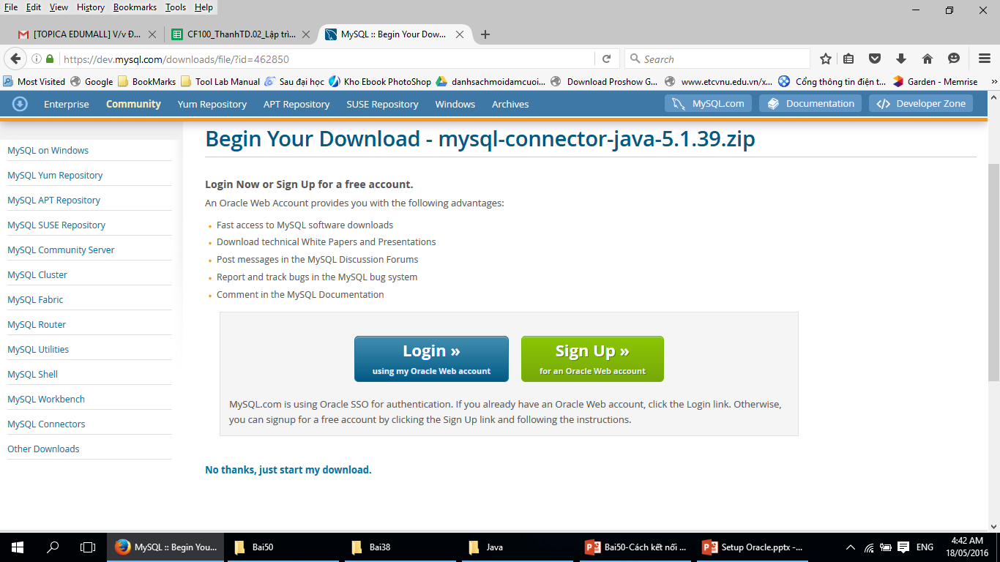 File Edit View History Bookmarks Tools Help
[TOPICA EDUMALL] V/v Đ...
CF100_ThanhTD.02_Lập trì...
MySQL :: Begin Your Dow...
https://dev.mysql.com/downloads/file/?id=462850
Search
Most Visited Google BookMarks Tool Lab Manual Sau đại học Kho Ebook PhotoShop danhsachmoidamcuoi... Download Proshow G... www.etcvnu.edu.vn/x... Cổng thông tin điện t... Garden - Memrise
Enterprise Community Yum Repository APT Repository SUSE Repository Windows Archives MySQL.com Documentation Developer Zone
MySQL on Windows
MySQL Yum Repository
MySQL APT Repository
MySQL SUSE Repository
MySQL Community Server
MySQL Cluster
MySQL Fabric
MySQL Router
MySQL Utilities
MySQL Shell
MySQL Workbench
MySQL Connectors
Other Downloads
Begin Your Download - mysql-connector-java-5.1.39.zip
Login Now or Sign Up for a free account.
An Oracle Web Account provides you with the following advantages:
Fast access to MySQL software downloads
Download technical White Papers and Presentations
Post messages in the MySQL Discussion Forums
Report and track bugs in the MySQL bug system
Comment in the MySQL Documentation
Login »
using my Oracle Web account
Sign Up »
for an Oracle Web account
MySQL.com is using Oracle SSO for authentication. If you already have an Oracle Web account, click the Login link. Otherwise,
you can signup for a free account by clicking the Sign Up link and following the instructions.
No thanks, just start my download.
MySQL :: Begin You...
Bai50
Bai38
Java
Bai50-Cách kết nối ...
Setup Oracle.pptx -...
ENG
4:42 AM
18/05/2016